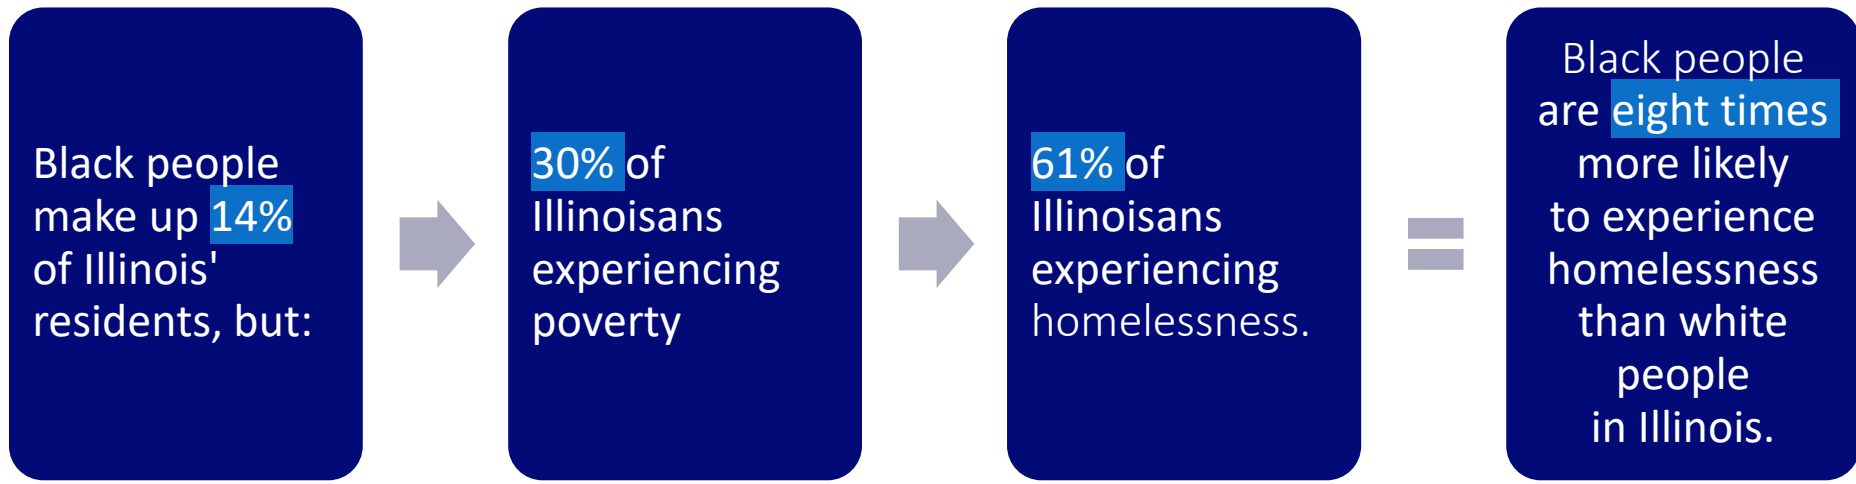 Black people
make up 14%
of Illinois'
residents, but:
30% of
Illinoisans
experiencing
poverty
61% of
Illinoisans
experiencing
homelessness.
Black people
are eight times
more likely
to experience
homelessness
than white
people
in Illinois.